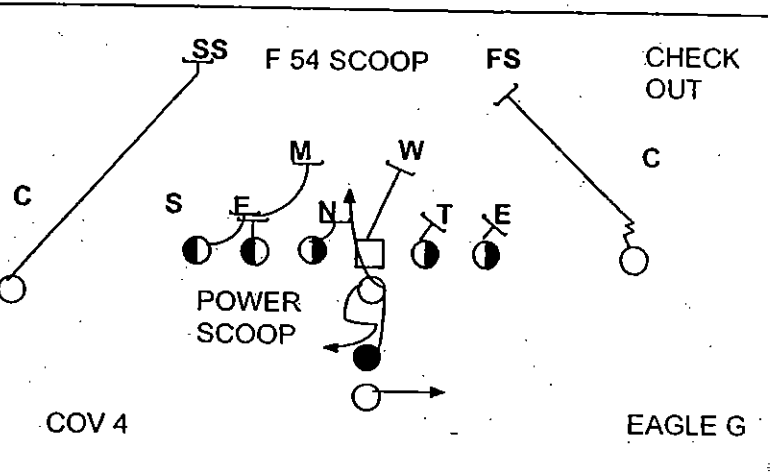 SS F 54 SCOOP FS CHECK
OUT
M W C
C S E N T E
POWER
SCOOP
COV 4 EAGLE G